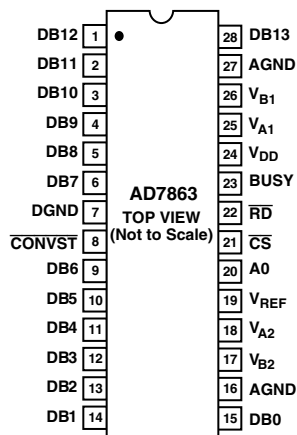 DB12 1
DB11 2
DB10 3
DB9 4
DB8 5
DB7 6
DGND 7
CONVST 8
DB6 9
DB5 10
DB4 11
DB3 12
DB2 13
DB1 14
AD7863
TOP VIEW
(Not to Scale)
28 DB13
27 AGND
26 VB1
25 VA1
24 VDD
23 BUSY
22 RD
21 CS
20 A0
19 VREF
18 VA2
17 VB2
16 AGND
15 DB0